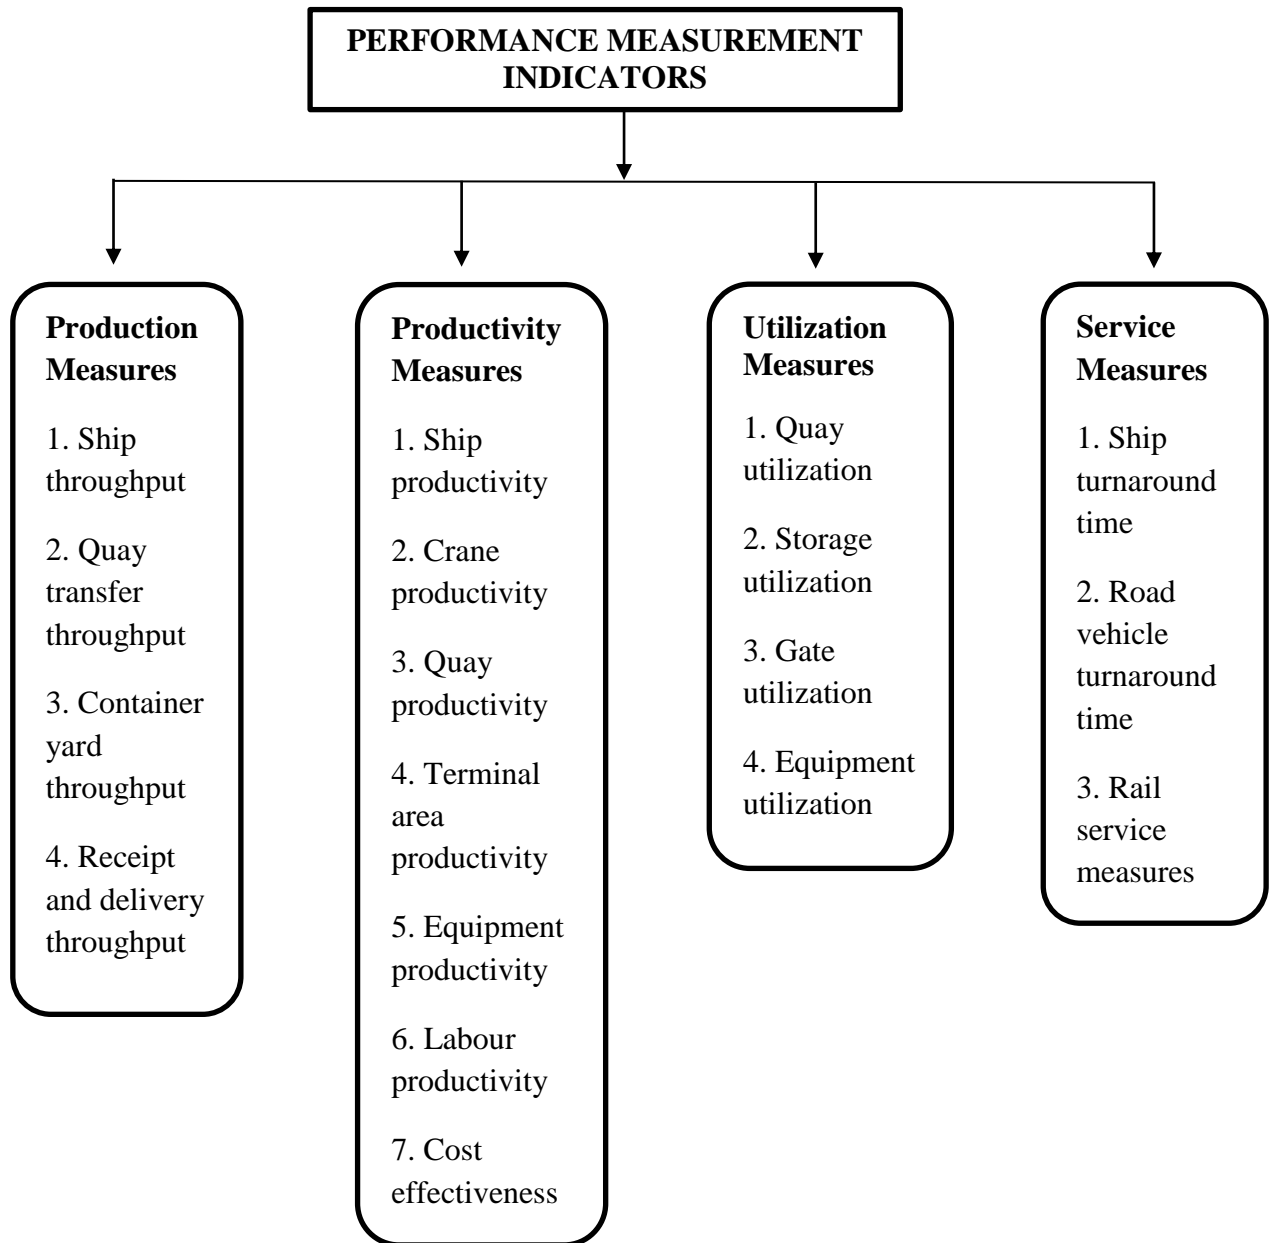 PERFORMANCE MEASUREMENT
INDICATORS
Production
Measures
1. Ship
throughput
2. Quay
transfer
throughput
3. Container
yard
throughput
4. Receipt
and delivery
throughput
Productivity
Measures
1. Ship
productivity
2. Crane
productivity
3. Quay
productivity
4. Terminal
area
productivity
5. Equipment
productivity
6. Labour
productivity
7. Cost
effectiveness
Utilization
Measures
1. Quay
utilization
2. Storage
utilization
3. Gate
utilization
4. Equipment
utilization
Service
Measures
1. Ship
turnaround
time
2. Road
vehicle
turnaround
time
3. Rail
service
measures